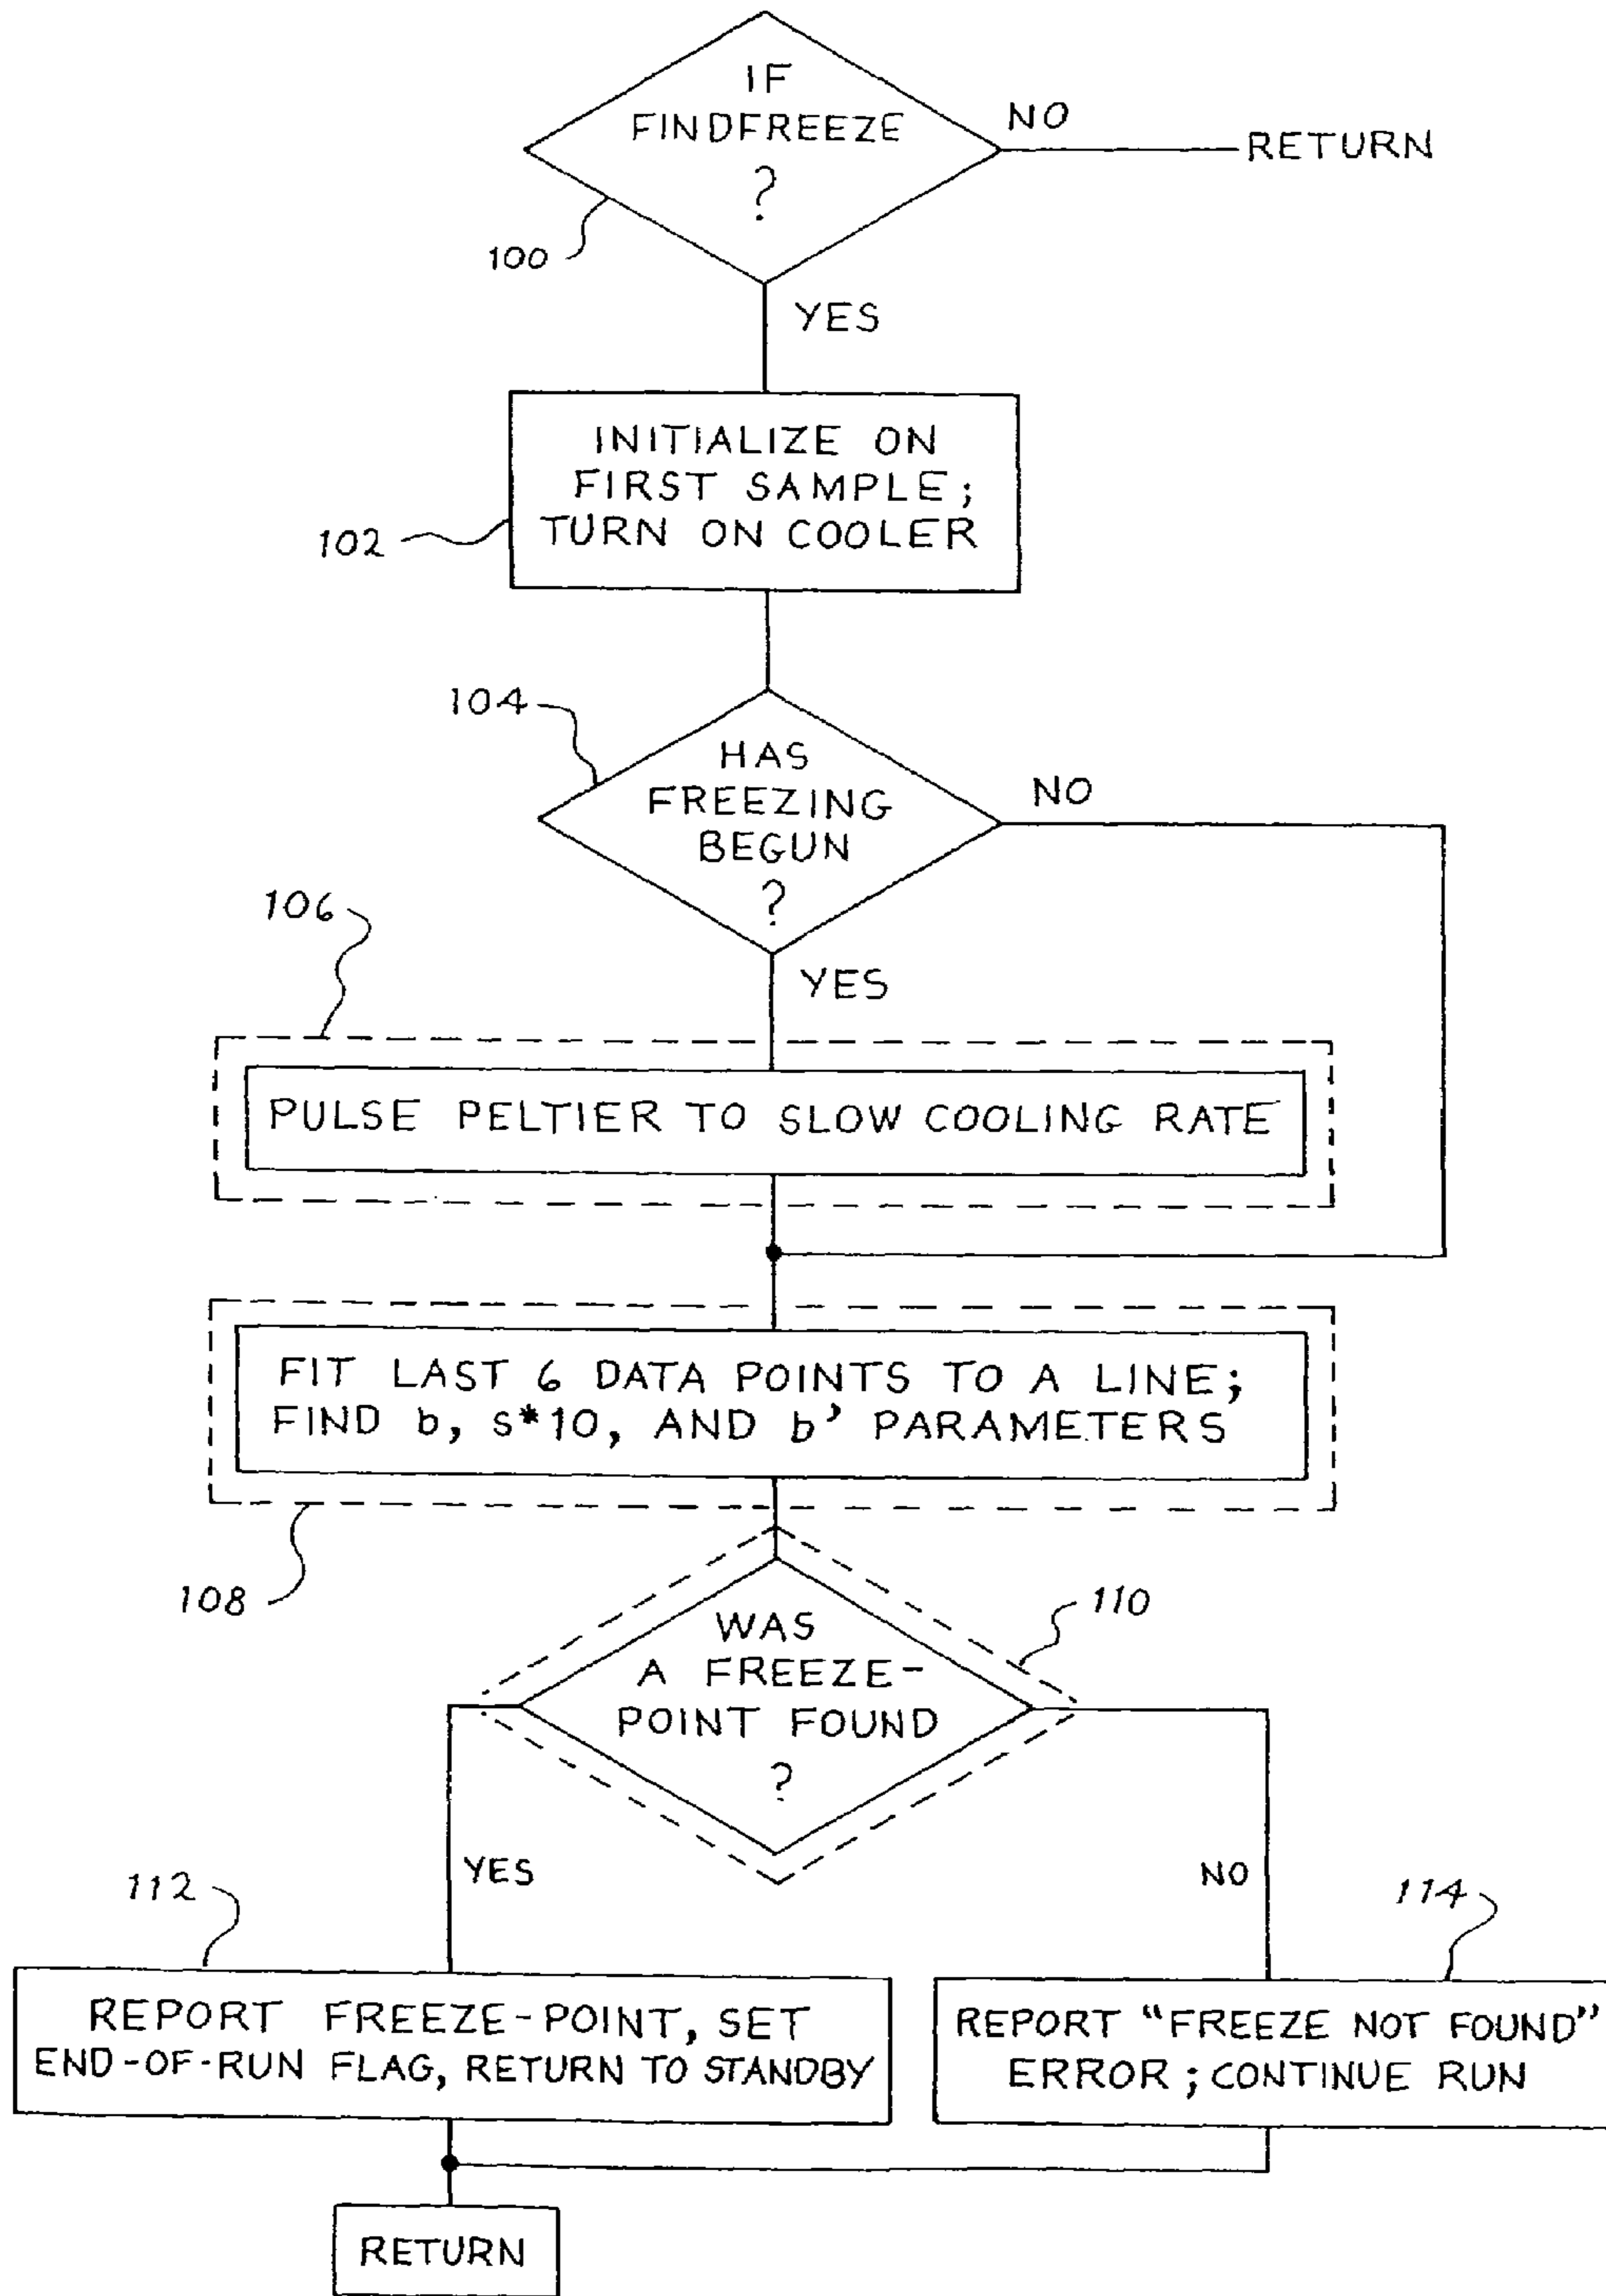 IF
FINDFREEZE
?
NO
RETURN
100
YES
INITIALIZE ON
FIRST SAMPLE;
TURN ON COOLER
102
104
HAS
FREEZING
BEGUN
?
NO
106
YES
PULSE PELTIER TO SLOW COOLING RATE
FIT LAST 6 DATA POINTS TO A LINE;
FIND b, s*10, AND b' PARAMETERS
108
110
WAS
A FREEZE-
POINT FOUND
?
YES
NO
112
114
REPORT FREEZE-POINT, SET
END-OF-RUN FLAG, RETURN TO STANDBY
REPORT "FREEZE NOT FOUND"
ERROR; CONTINUE RUN
RETURN